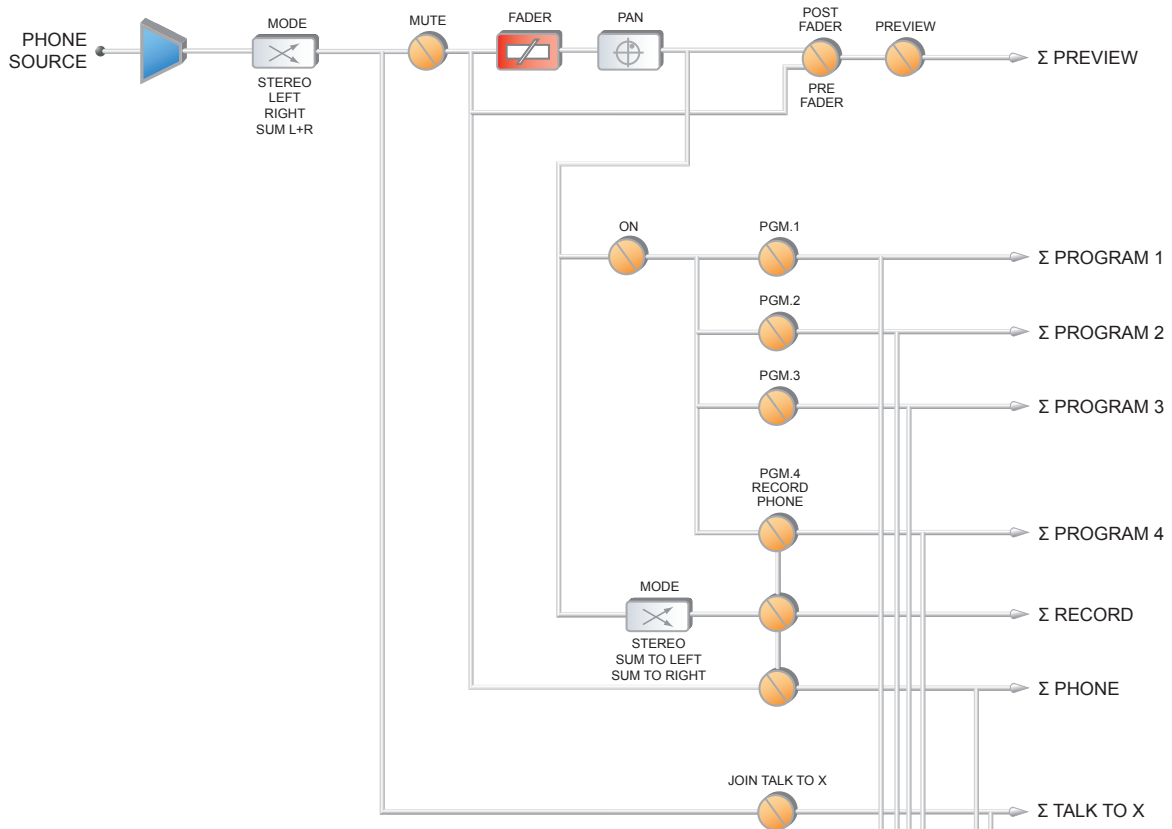 PHONE
SOURCE
MODE
STEREO
LEFT
RIGHT
SUM L+R
MUTE
FADER
PAN
POST
FADER
PRE
FADER
PREVIEW
Σ PREVIEW
ON
PGM.1
Σ PROGRAM 1
PGM.2
Σ PROGRAM 2
PGM.3
Σ PROGRAM 3
PGM.4
RECORD
PHONE
Σ PROGRAM 4
MODE
STEREO
SUM TO LEFT
SUM TO RIGHT
Σ RECORD
Σ PHONE
JOIN TALK TO X
Σ TALK TO X